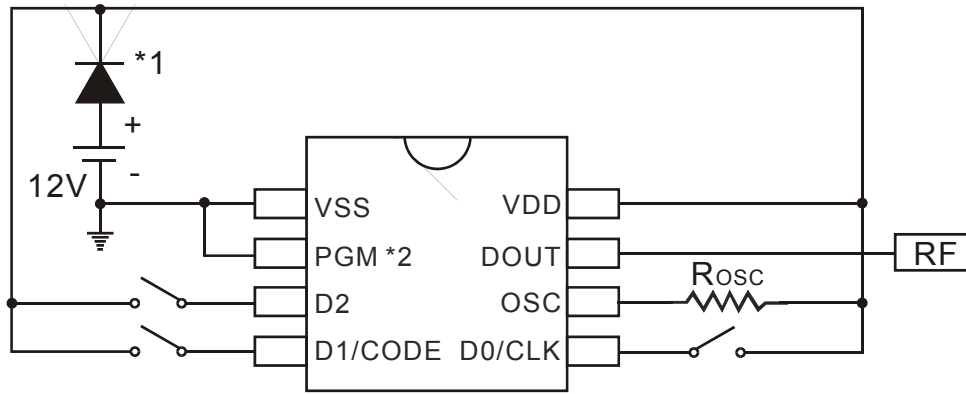 *1
+
12V
-
VSS
VDD
PGM *2
DOUT
RF
D2
OSC
ROSC
D1/CODE
D0/CLK